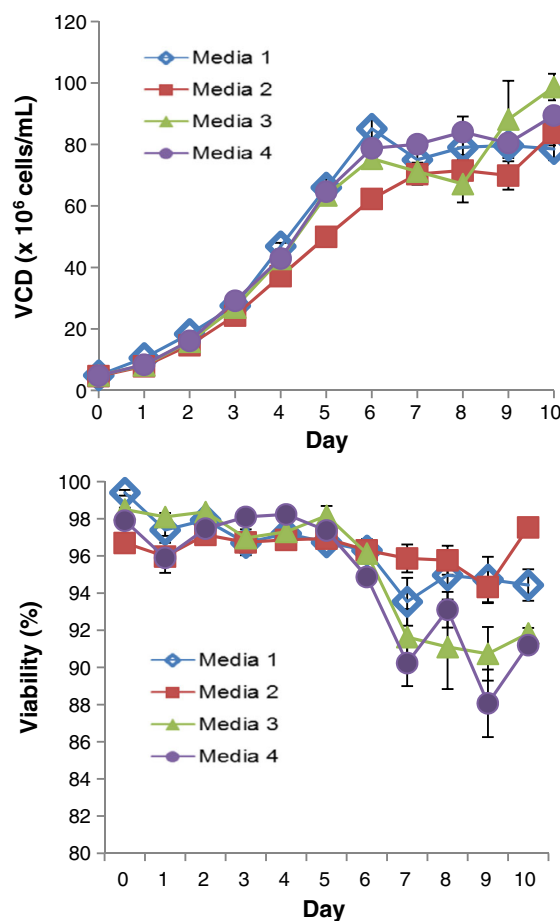 120
100
80
60
40
20
0
VCD (x 10⁶ cells/mL)
Media 1
Media 2
Media 3
Media 4
0 1 2 3 4 5 6 7 8 9 10
Day
100
98
96
94
92
90
88
86
84
82
80
Viability (%)
Media 1
Media 2
Media 3
Media 4
0 1 2 3 4 5 6 7 8 9 10
Day